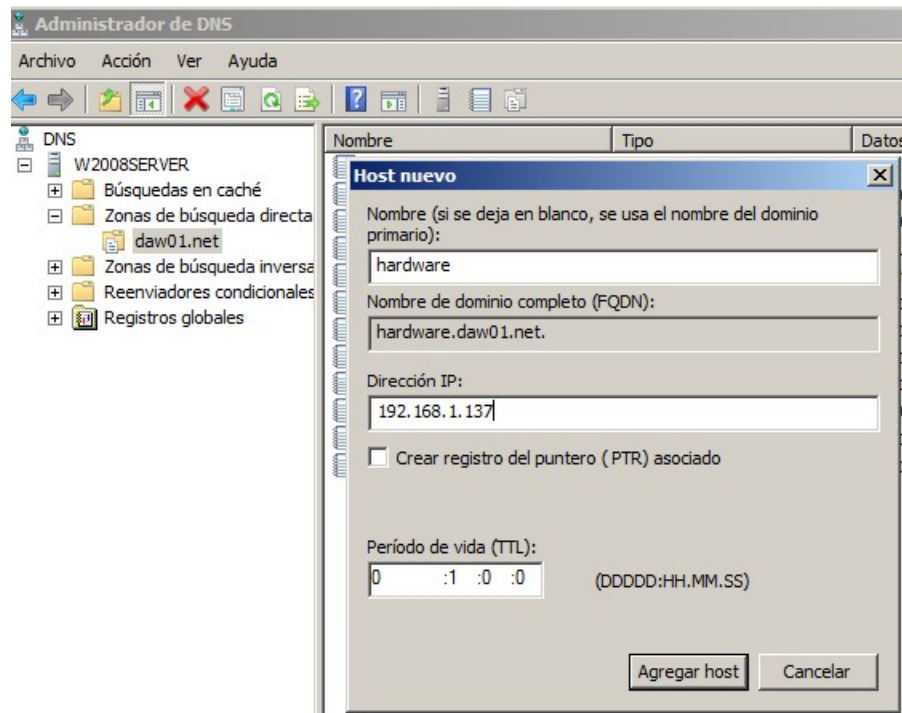 Administrador de DNS
Archivo Acción Ver Ayuda
DNS
W2008SERVER
Búsquedas en caché
Zonas de búsqueda directa
daw01.net
Zonas de búsqueda inversa
Reenviadores condicionales
Registros globales
Nombre Tipo Datos
Host nuevo
Nombre (si se deja en blanco, se usa el nombre del dominio
primario):
hardware
Nombre de dominio completo (FQDN):
hardware.daw01.net.
Dirección IP:
192.168.1.137
Crear registro del puntero (PTR) asociado
Período de vida (TTL):
0 :1 :0 :0 (DDDDD:HH.MM.SS)
Agregar host Cancelar